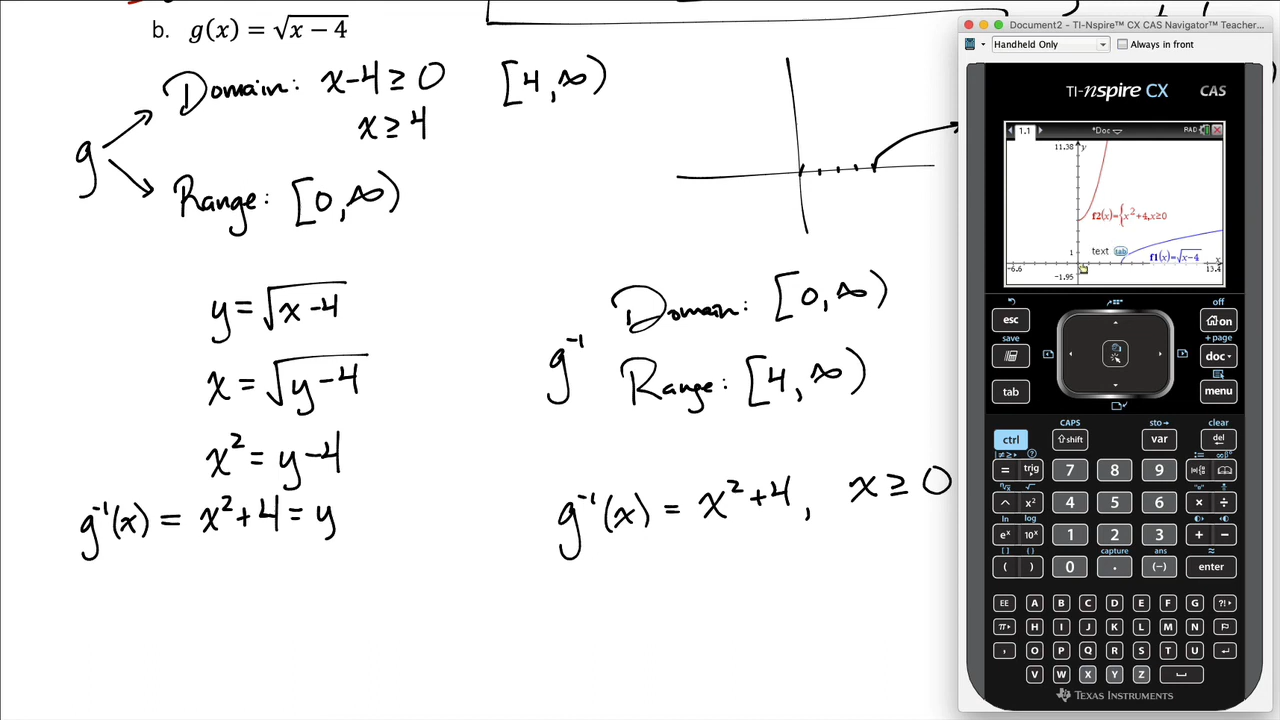 b. g(x) = √x − 4
Domain: x−4 ≥ 0 [4, ∞)
x ≥ 4
g
Range: [0, ∞)
y = √x−4
x = √y−4
x² = y−4
g⁻¹(x) = x²+4 = y
g⁻¹
Domain: [0, ∞)
Range: [4, ∞)
g⁻¹(x) = x²+4, x ≥ 0
Document2 - TI-Nspire™ CX CAS Navigator™ Teacher...
Handheld Only Always in front
TI-nspire CX CAS
1.1 *Doc RAD
11.38 y
f2(x)={x²+4,x≥0
text tab
1 f1(x)=√x−4
x
-6.6 -1.95 13.4
off
esc on
save +page
doc
tab menu
CAPS sto→ clear
ctrl shift var del
= trig 7 8 9
^ x² 4 5 6 × ÷
ln log
eˣ 10ˣ 1 2 3 + −
[ ] { } capture ans ≈
( ) 0 . (−) enter
EE A B C D E F G ?!▸
π▸ H I J K L M N
, O P Q R S T U
V W X Y Z
TEXAS INSTRUMENTS